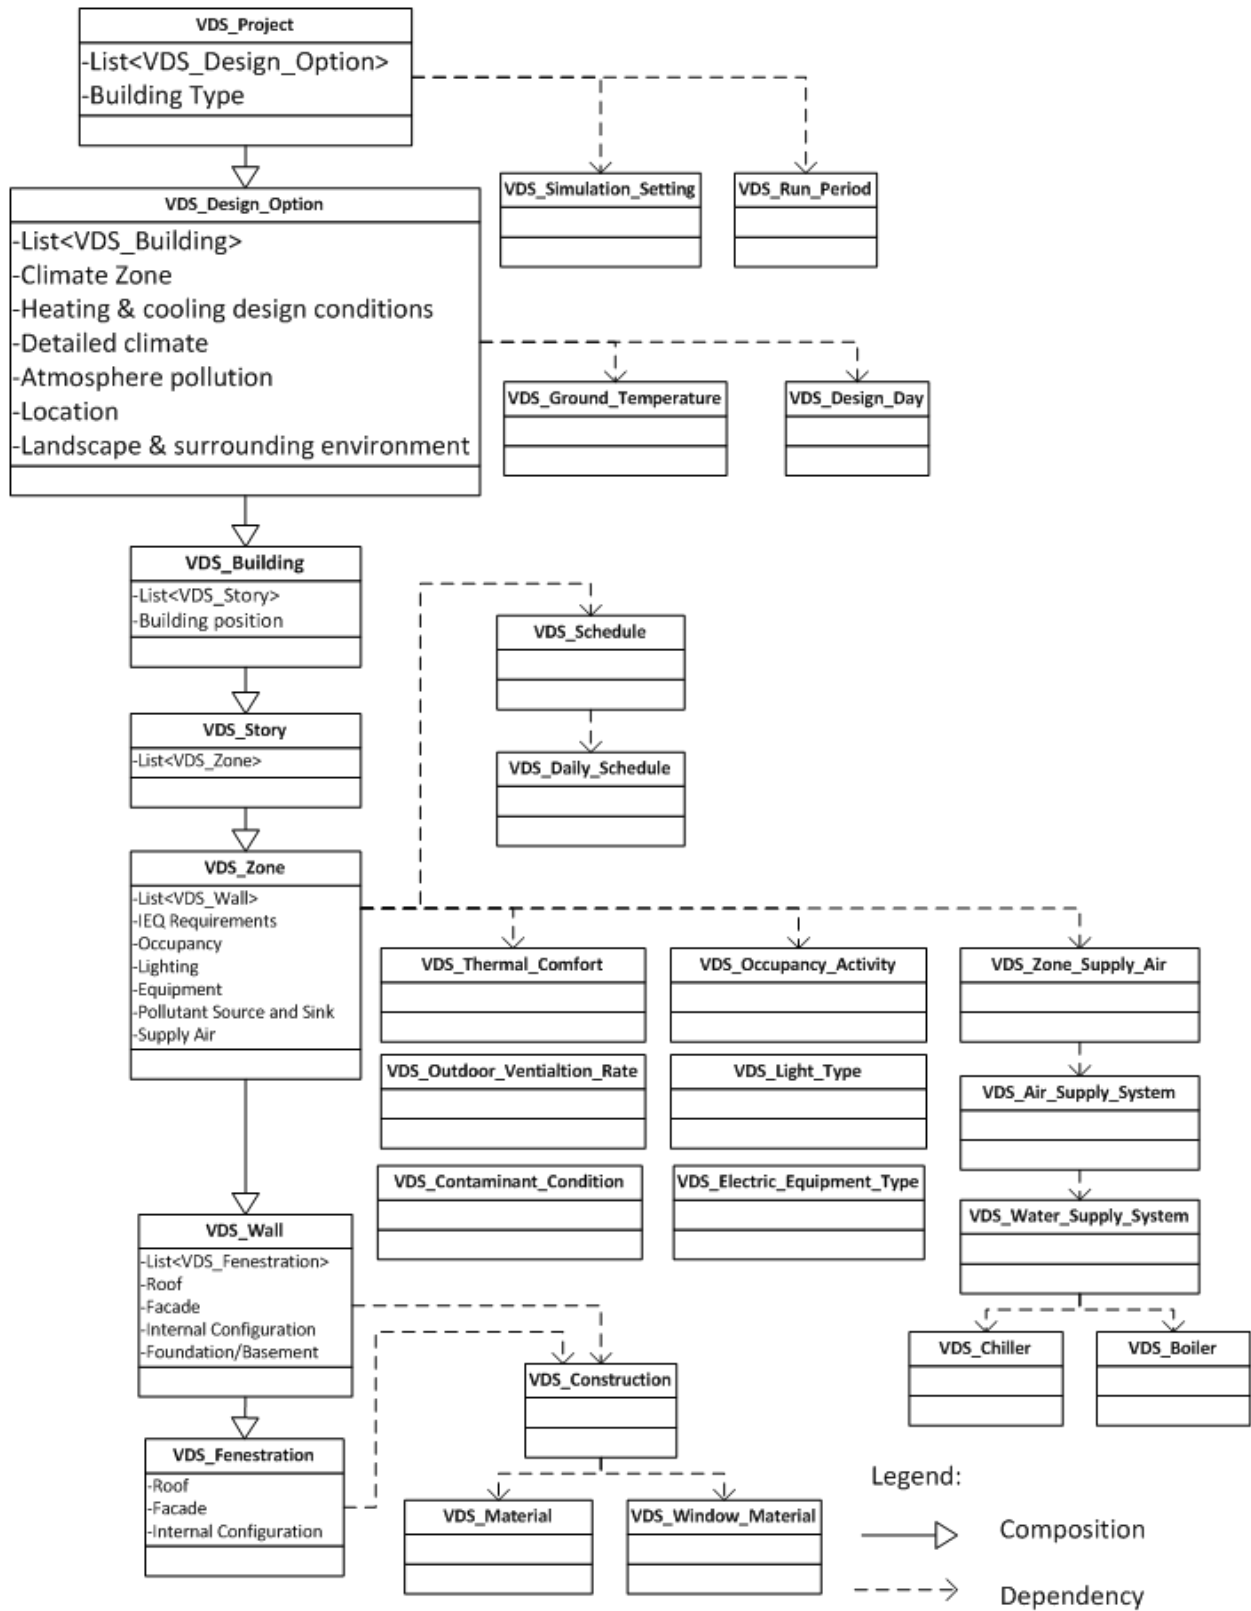 VDS_Project
-List<VDS_Design_Option>
-Building Type
VDS_Simulation_Setting
VDS_Run_Period
VDS_Design_Option
-List<VDS_Building>
-Climate Zone
-Heating & cooling design conditions
-Detailed climate
-Atmosphere pollution
-Location
-Landscape & surrounding environment
VDS_Ground_Temperature
VDS_Design_Day
VDS_Building
-List<VDS_Story>
-Building position
VDS_Schedule
VDS_Story
-List<VDS_Zone>
VDS_Daily_Schedule
VDS_Zone
-List<VDS_Wall>
-IEQ Requirements
-Occupancy
-Lighting
-Equipment
-Pollutant Source and Sink
-Supply Air
VDS_Thermal_Comfort
VDS_Occupancy_Activity
VDS_Zone_Supply_Air
VDS_Outdoor_Ventialtion_Rate
VDS_Light_Type
VDS_Air_Supply_System
VDS_Contaminant_Condition
VDS_Electric_Equipment_Type
VDS_Water_Supply_System
VDS_Wall
-List<VDS_Fenestration>
-Roof
-Facade
-Internal Configuration
-Foundation/Basement
VDS_Chiller
VDS_Boiler
VDS_Construction
VDS_Fenestration
-Roof
-Facade
-Internal Configuration
VDS_Material
VDS_Window_Material
Legend:
Composition
Dependency